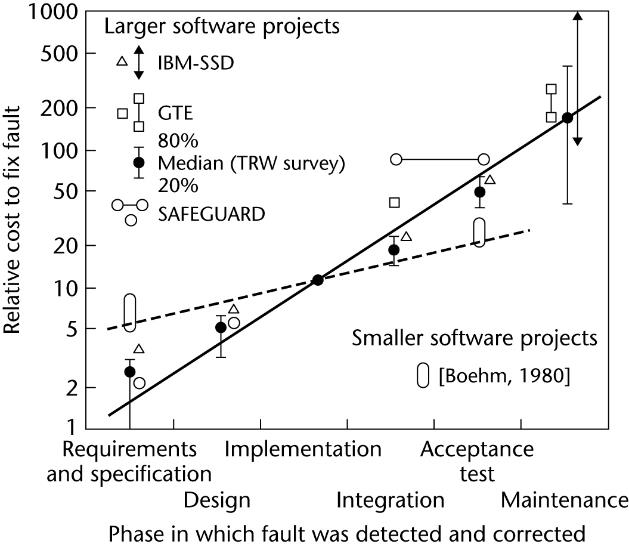 1000
500
200
100
50
20
10
5
2
1
Relative cost to fix fault
Larger software projects
IBM-SSD
GTE
80%
Median (TRW survey)
20%
SAFEGUARD
Smaller software projects
[Boehm, 1980]
Requirements
and specification
Design
Implementation
Integration
Acceptance
test
Maintenance
Phase in which fault was detected and corrected